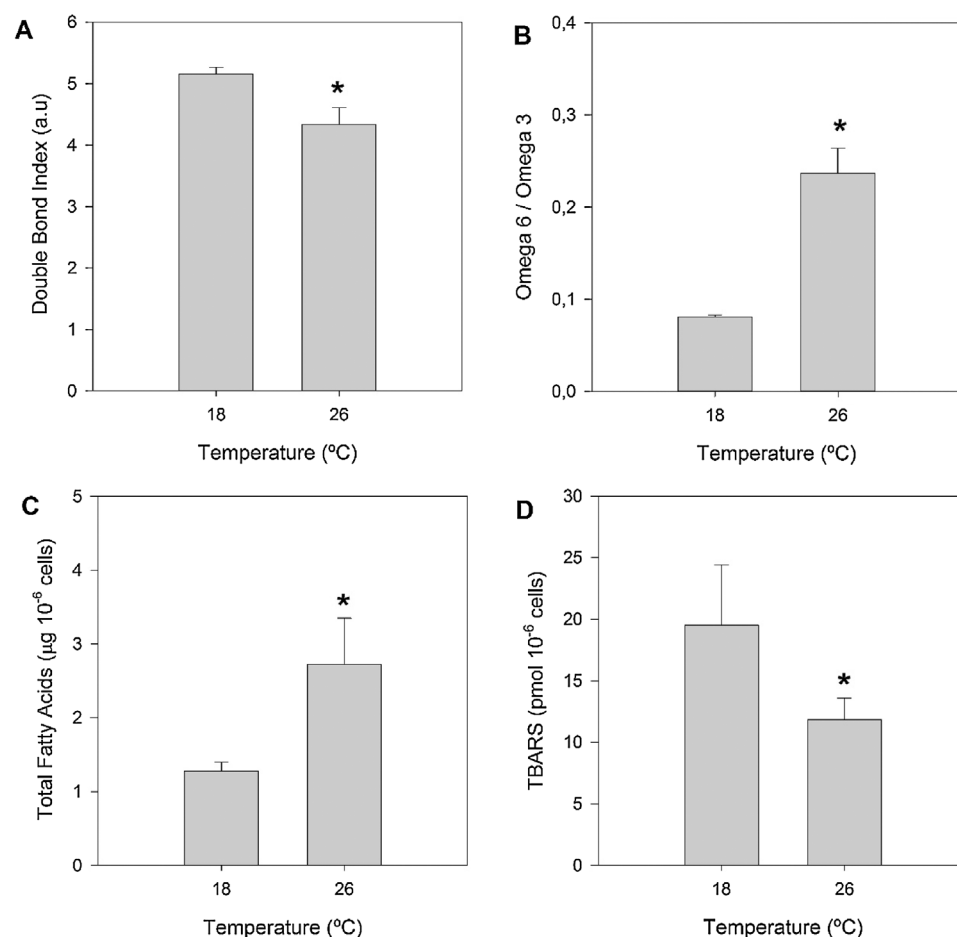 A
Double Bond Index (a.u)
6
5
4
3
2
1
0
*
18 26
Temperature (ºC)
B
Omega 6 / Omega 3
0,4
0,3
0,2
0,1
0,0
*
18 26
Temperature (ºC)
C
Total Fatty Acids (µg 10⁻⁶ cells)
5
4
3
2
1
0
*
18 26
Temperature (ºC)
D
TBARS (pmol 10⁻⁶ cells)
30
25
20
15
10
5
0
*
18 26
Temperature (ºC)